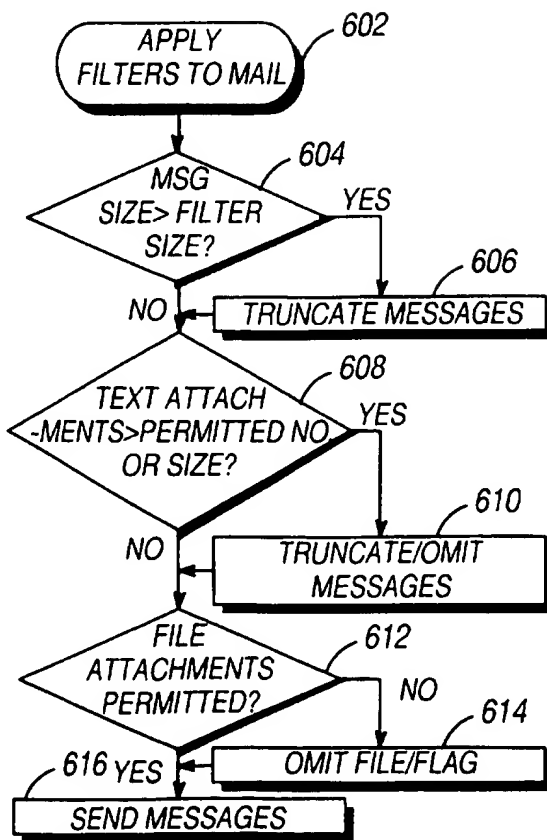 602
APPLY
FILTERS TO MAIL
604
MSG
SIZE> FILTER
SIZE?
YES
606
NO
TRUNCATE MESSAGES
608
TEXT ATTACH
-MENTS>PERMITTED NO.
OR SIZE?
YES
610
NO
TRUNCATE/OMIT
MESSAGES
612
FILE
ATTACHMENTS
PERMITTED?
NO
614
616
YES
OMIT FILE/FLAG
SEND MESSAGES